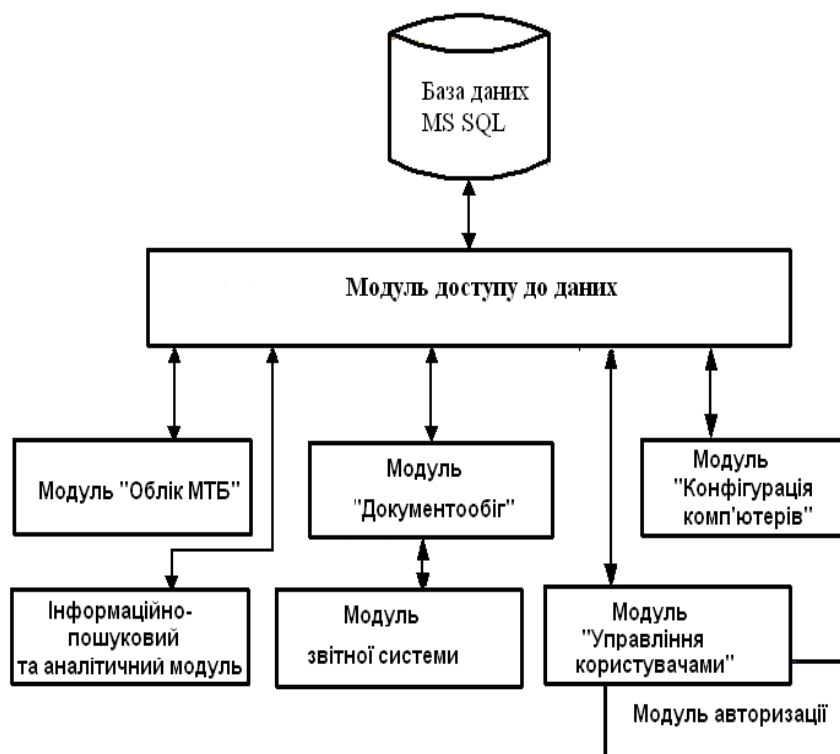 База даних
MS SQL
Модуль доступу до даних
Модуль "Облік МТБ"
Модуль
"Документообіг"
Модуль
"Конфігурація
комп'ютерів"
Інформаційно-
пошуковий
та аналітичний модуль
Модуль
звітної системи
Модуль
"Управління
користувачами"
Модуль авторизації